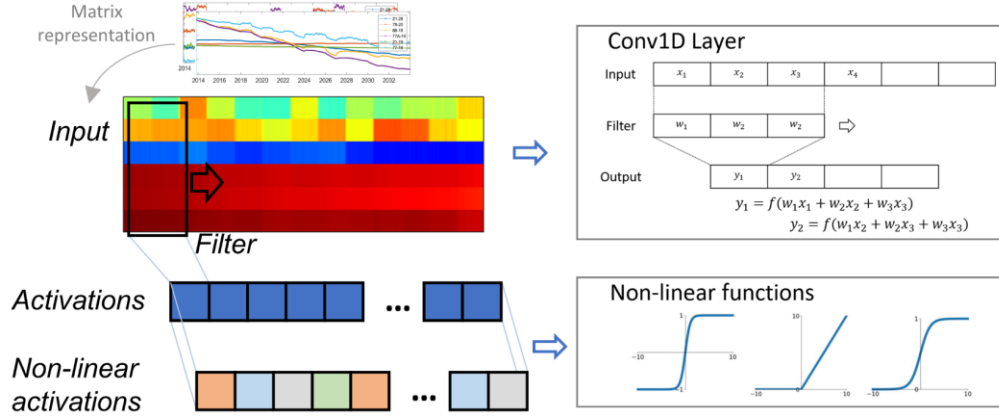 Matrix
representation
2014
2014 2016 2018 2020 2022 2024 2026 2028 2030 2032
Input
Filter
Activations
...
Non-linear
activations
...
Conv1D Layer
Input x₁ x₂ x₃ x₄
Filter w₁ w₂ w₂
Output y₁ y₂
y₁ = f(w₁x₁ + w₂x₂ + w₃x₃)
y₂ = f(w₁x₂ + w₂x₃ + w₃x₃)
Non-linear functions
1
−10 10
−1
10
0
−10 10
1
0
−10 10